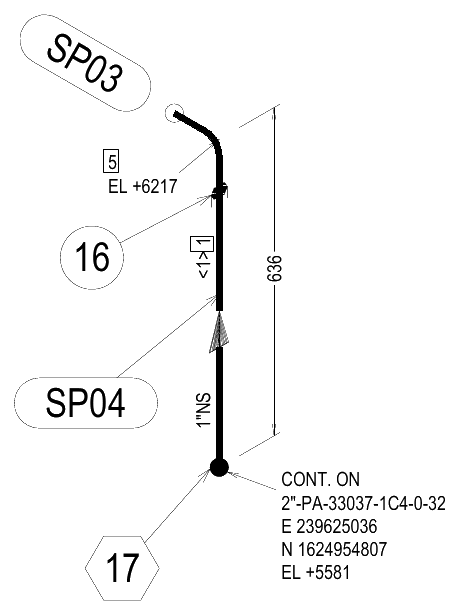 SP03
5
EL +6217
16
<1> 1
636
SP04
1"NS
CONT. ON
2"-PA-33037-1C4-0-32
E 239625036
N 1624954807
EL +5581
17